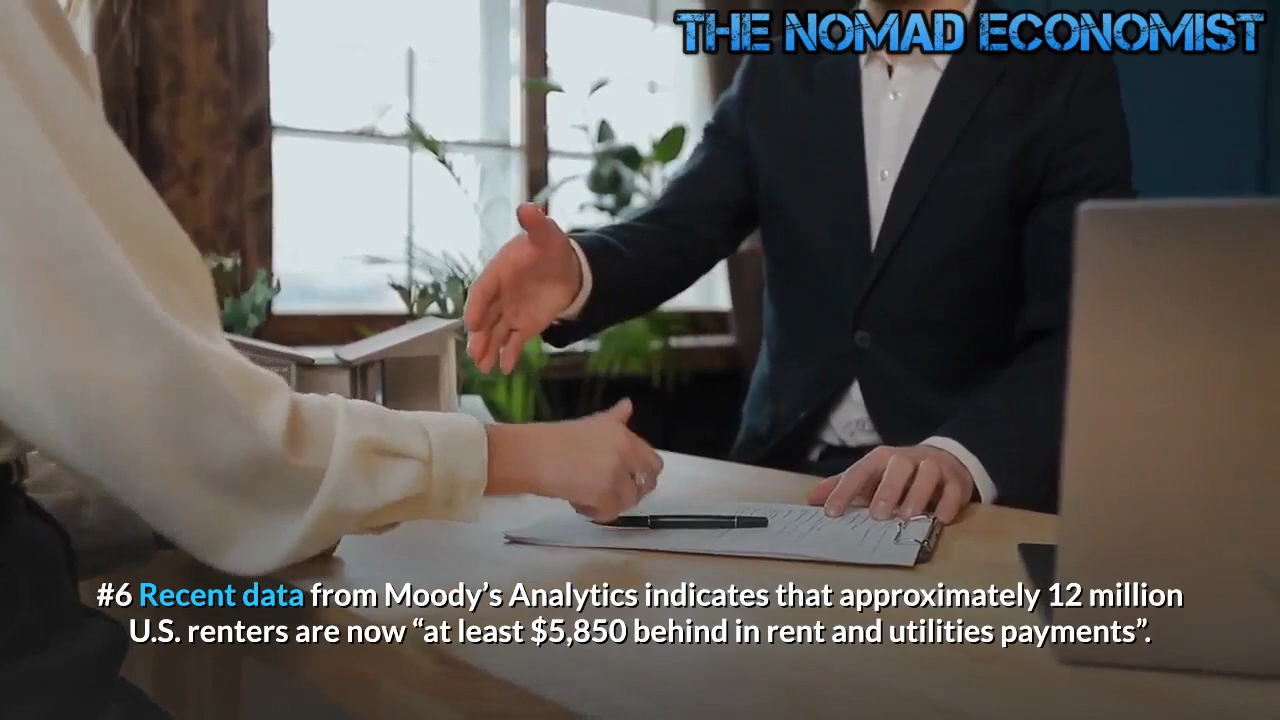 THE NOMAD ECONOMIST
#6 Recent data from Moody’s Analytics indicates that approximately 12 million
U.S. renters are now “at least $5,850 behind in rent and utilities payments”.